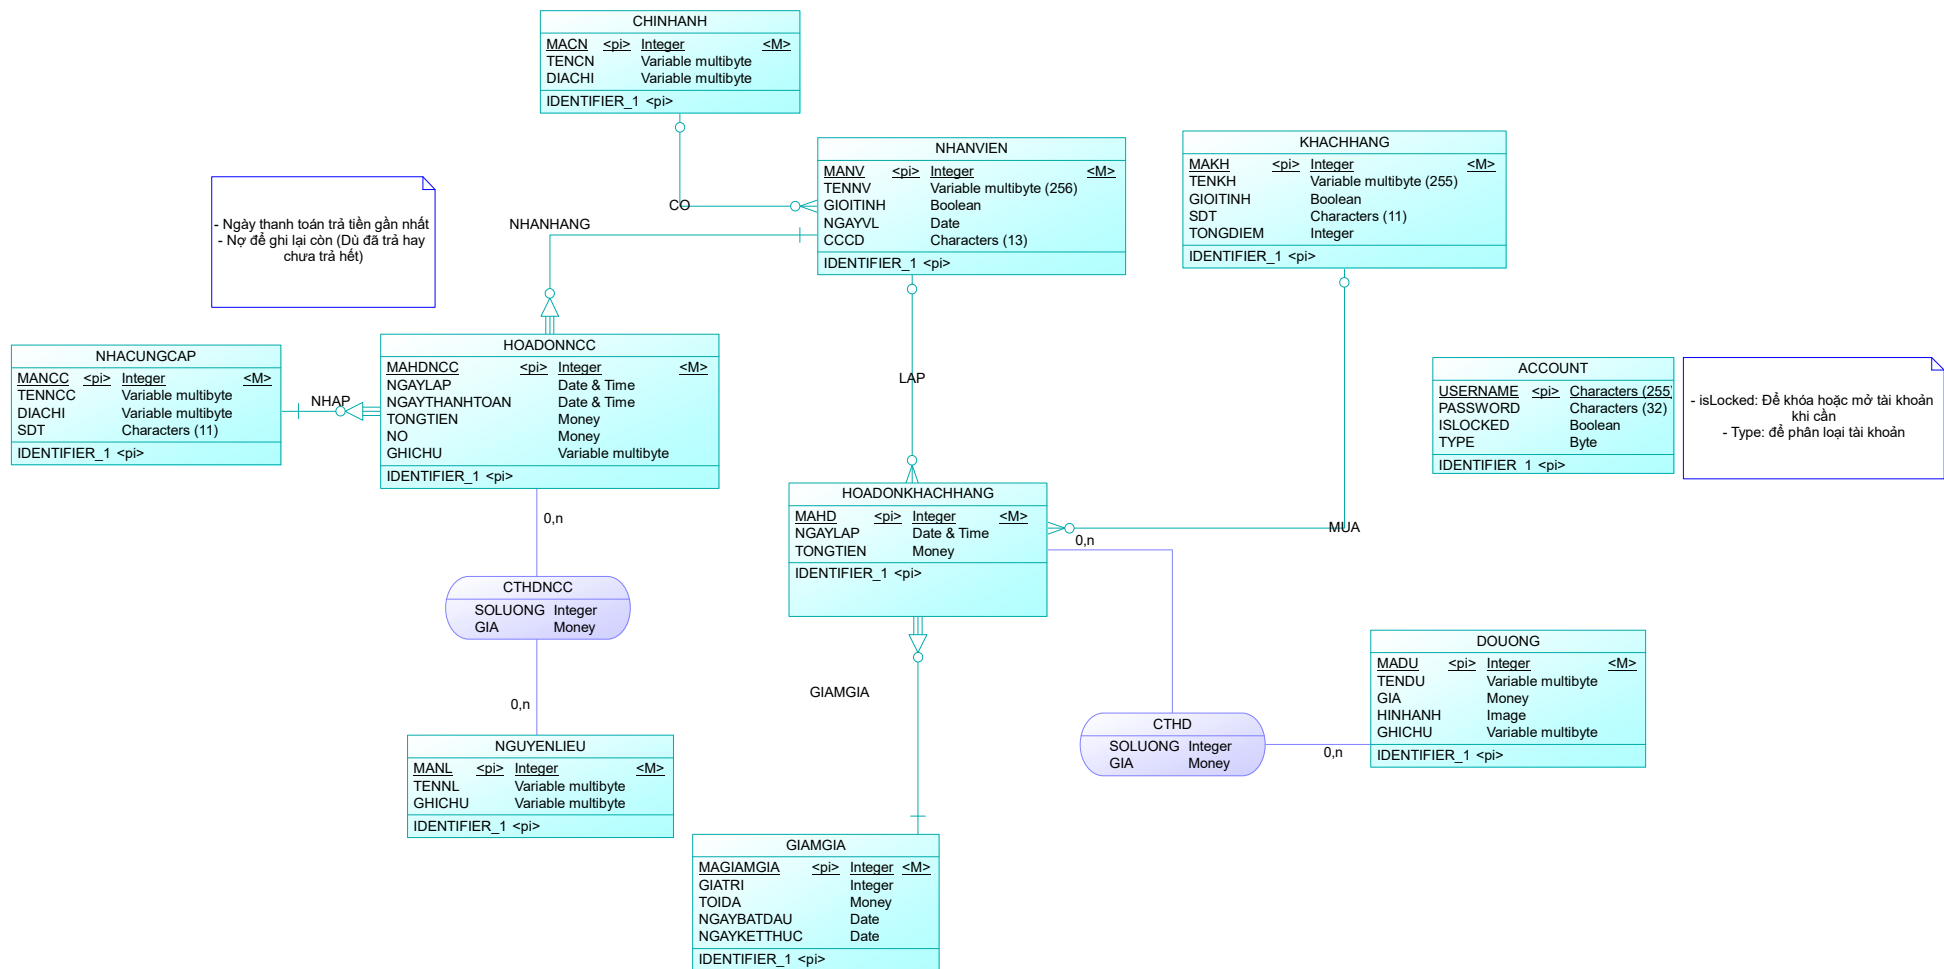 CHINHANH
MACN <pi> Integer <M>
TENCN Variable multibyte
DIACHI Variable multibyte
IDENTIFIER_1 <pi>
CO
NHANVIEN
MANV <pi> Integer <M>
TENNV Variable multibyte (256)
GIOITINH Boolean
NGAYVL Date
CCCD Characters (13)
IDENTIFIER_1 <pi>
KHACHHANG
MAKH <pi> Integer <M>
TENKH Variable multibyte (255)
GIOITINH Boolean
SDT Characters (11)
TONGDIEM Integer
IDENTIFIER_1 <pi>
- Ngày thanh toán trả tiền gần nhất
- Nợ để ghi lại còn (Dù đã trả hay
chưa trả hết)
NHANHANG
NHACUNGCAP
MANCC <pi> Integer <M>
TENNCC Variable multibyte
DIACHI Variable multibyte
SDT Characters (11)
IDENTIFIER_1 <pi>
NHAP
HOADONNCC
MAHDNCC <pi> Integer <M>
NGAYLAP Date & Time
NGAYTHANHTOAN Date & Time
TONGTIEN Money
NO Money
GHICHU Variable multibyte
IDENTIFIER_1 <pi>
LAP
ACCOUNT
USERNAME <pi> Characters (255)
PASSWORD Characters (32)
ISLOCKED Boolean
TYPE Byte
IDENTIFIER_1 <pi>
- isLocked: Để khóa hoặc mở tài khoản
khi cần
- Type: để phân loại tài khoản
HOADONKHACHHANG
MAHD <pi> Integer <M>
NGAYLAP Date & Time
TONGTIEN Money
IDENTIFIER_1 <pi>
MUA
0,n
0,n
CTHDNCC
SOLUONG Integer
GIA Money
0,n
NGUYENLIEU
MANL <pi> Integer <M>
TENNL Variable multibyte
GHICHU Variable multibyte
IDENTIFIER_1 <pi>
GIAMGIA
CTHD
SOLUONG Integer
GIA Money
0,n
DOUONG
MADU <pi> Integer <M>
TENDU Variable multibyte
GIA Money
HINHANH Image
GHICHU Variable multibyte
IDENTIFIER_1 <pi>
GIAMGIA
MAGIAMGIA <pi> Integer <M>
GIATRI Integer
TOIDA Money
NGAYBATDAU Date
NGAYKETTHUC Date
IDENTIFIER_1 <pi>